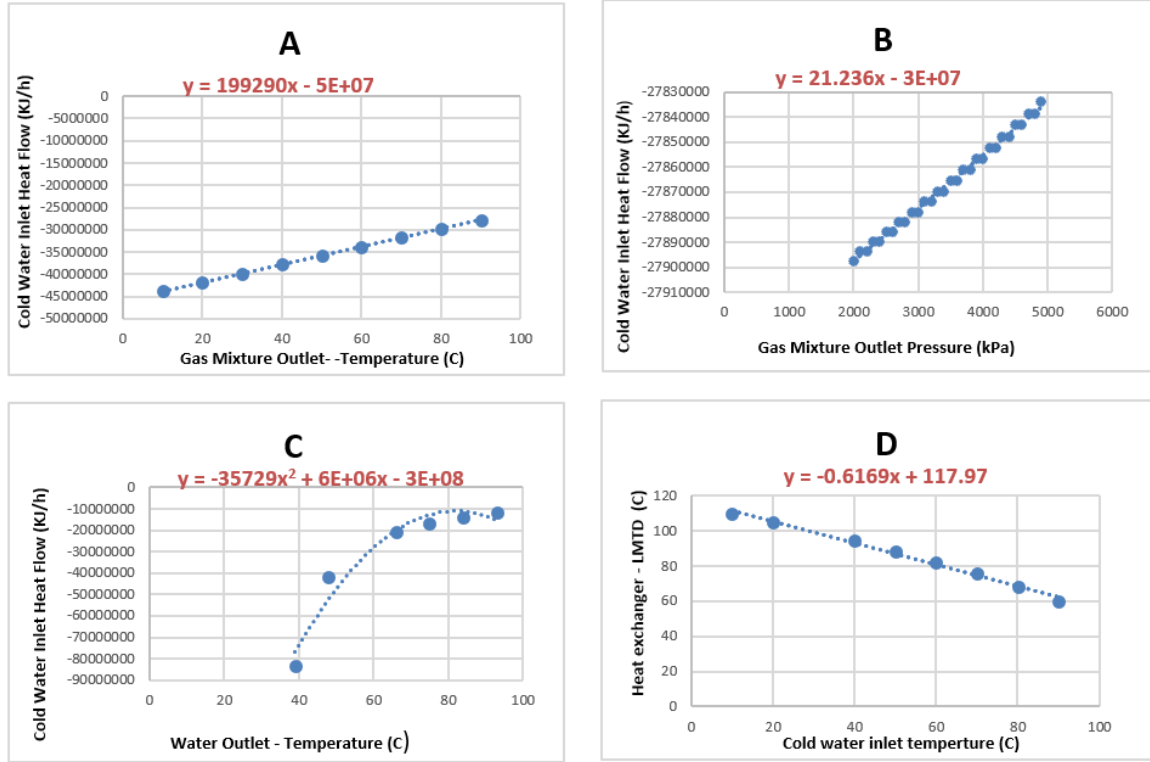 A
y = 199290x - 5E+07
Cold Water Inlet Heat Flow (KJ/h)
0
-5000000
-10000000
-15000000
-20000000
-25000000
-30000000
-35000000
-40000000
-45000000
-50000000
0 20 40 60 80 100
Gas Mixture Outlet- -Temperature (C)
B
y = 21.236x - 3E+07
Cold Water Inlet Heat Flow (KJ/h)
-27830000
-27840000
-27850000
-27860000
-27870000
-27880000
-27890000
-27900000
-27910000
0 1000 2000 3000 4000 5000 6000
Gas Mixture Outlet Pressure (kPa)
C
y = -35729x² + 6E+06x - 3E+08
Cold Water Inlet Heat Flow (KJ/h)
0
-10000000
-20000000
-30000000
-40000000
-50000000
-60000000
-70000000
-80000000
-90000000
0 20 40 60 80 100
Water Outlet - Temperature (C)
D
y = -0.6169x + 117.97
Heat exchanger - LMTD (C)
120
100
80
60
40
20
0
0 20 40 60 80 100
Cold water inlet temperture (C)